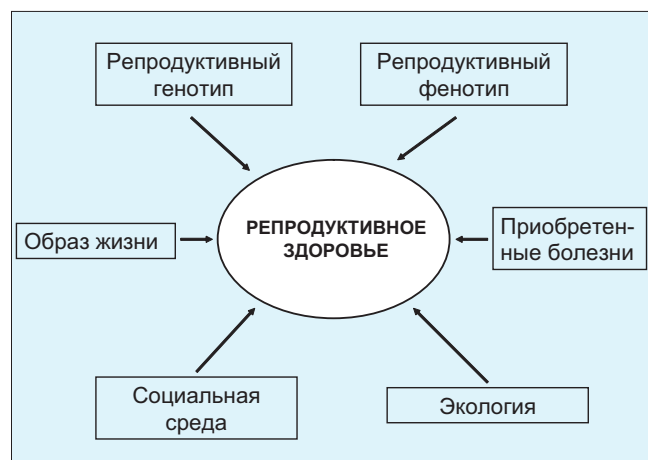 Репродуктивный
генотип
Репродуктивный
фенотип
Образ жизни
РЕПРОДУКТИВНОЕ
ЗДОРОВЬЕ
Приобретен-
ные болезни
Социальная
среда
Экология